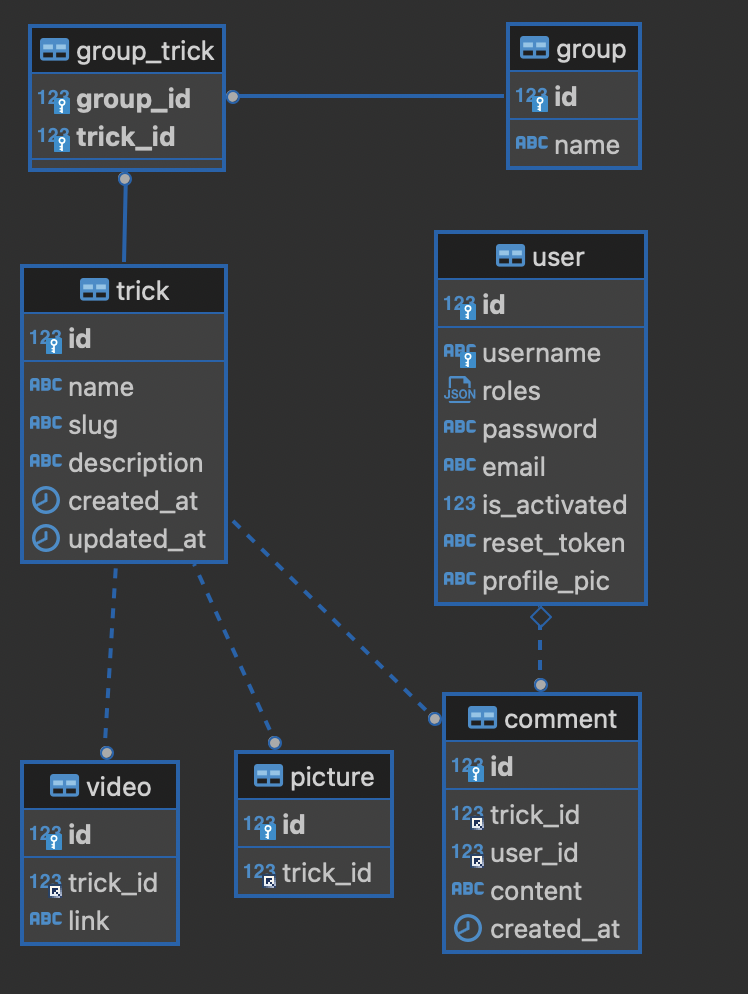 group_trick
123 group_id
123 trick_id
group
123 id
ABC name
trick
123 id
ABC name
ABC slug
ABC description
created_at
updated_at
user
123 id
ABC username
JSON roles
ABC password
ABC email
123 is_activated
ABC reset_token
ABC profile_pic
video
123 id
123 trick_id
ABC link
picture
123 id
123 trick_id
comment
123 id
123 trick_id
123 user_id
ABC content
created_at